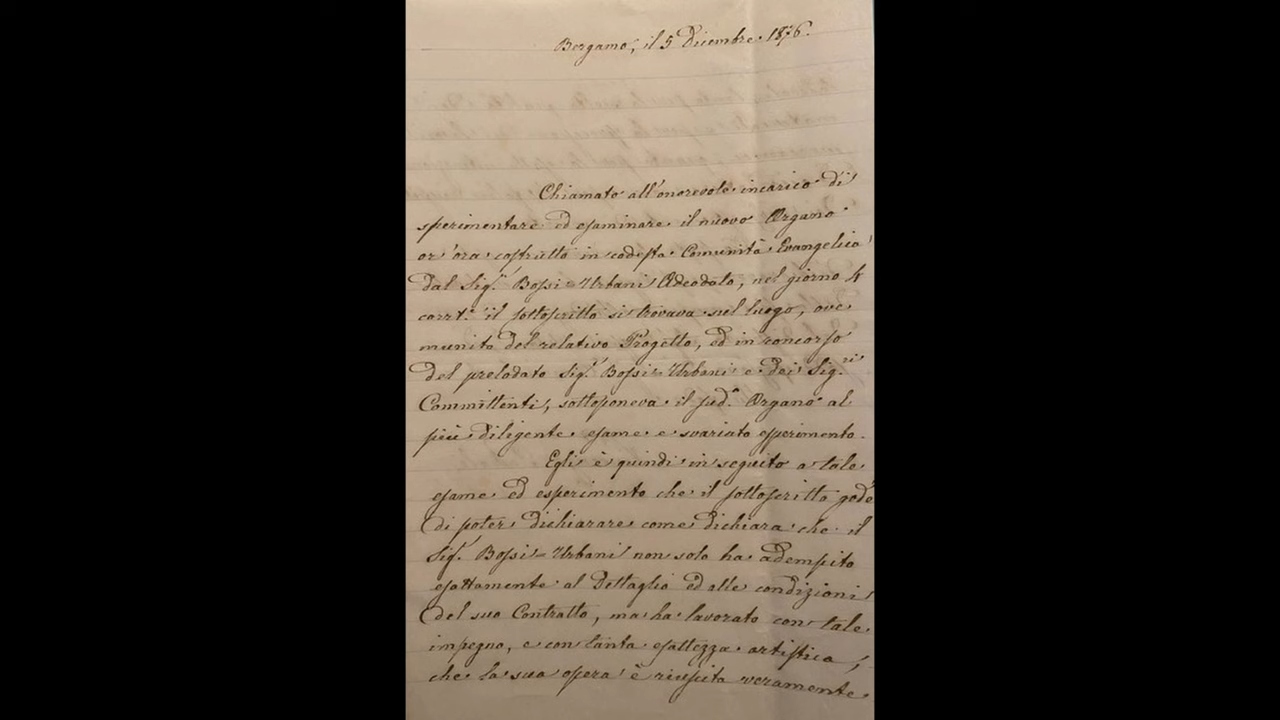 Bergamo, il 5 Dicembre 1876.
Chiamato all'onorevole incarico di
sperimentare ed esaminare il nuovo Organo
or' ora costrutto in codesta Comunità Evangelica
dal Sig.r Bossi-Urbani Adeodato, nel giorno 4
corrt.e il sottoscritto si trovava sul luogo, ove
munito del relativo Progetto, ed in concorso
del prelodato Sig.r Bossi-Urbani e dei Sig.ri
Committenti, sottoponeva il sud.o Organo al
più diligente esame e svariato esperimento.
Egli è quindi in seguito a tale
esame ed esperimento che il sottoscritto gode
di poter dichiarare come dichiara che il
Sig.r Bossi-Urbani non solo ha adempito
esattamente al Dettaglio ed alle condizioni
del suo Contratto, ma ha lavorato con tale
impegno, e con tanta esattezza artistica,
che la sua opera è riuscita veramente